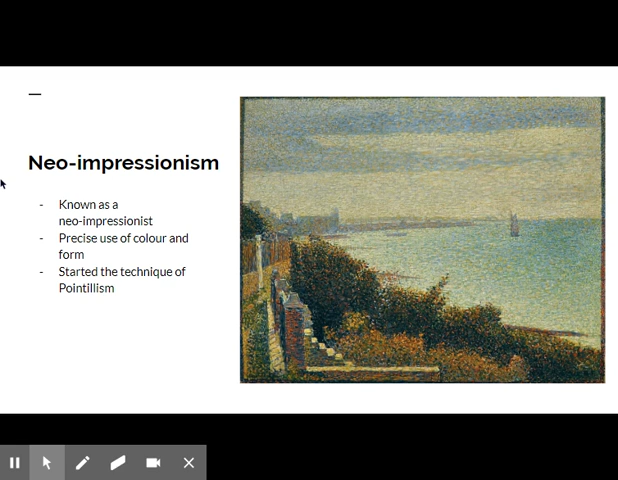 Neo-impressionism
- Known as a
neo-impressionist
- Precise use of colour and
form
- Started the technique of
Pointillism